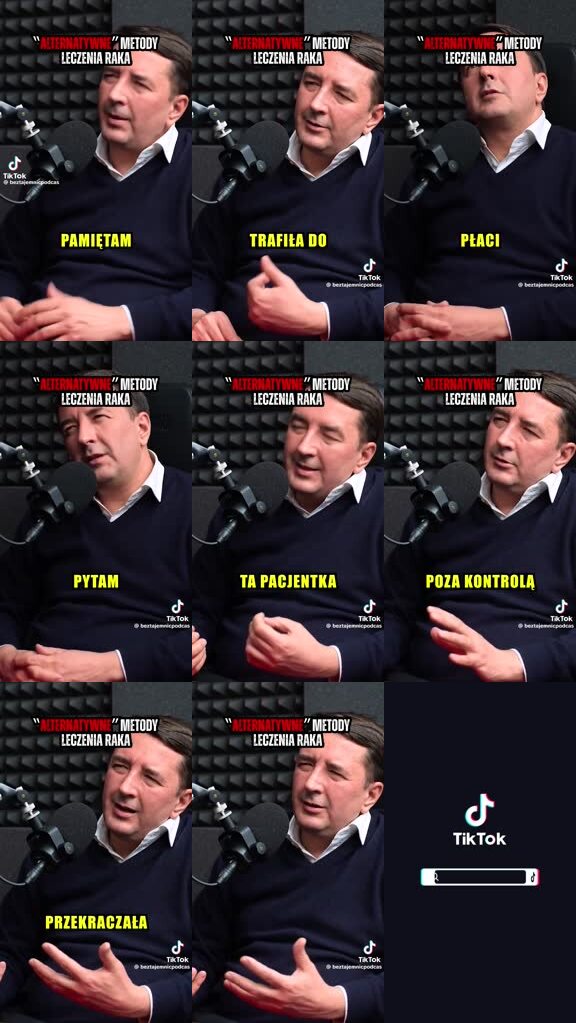 "ALTERNATYWNE" METODY
LECZENIA RAKA
PAMIĘTAM
TikTok
@ beztajemnicpodcas
"ALTERNATYWNE" METODY
LECZENIA RAKA
TRAFIŁA DO
TikTok
@ beztajemnicpodcas
"ALTERNATYWNE" METODY
LECZENIA RAKA
PŁACI
TikTok
@ beztajemnicpodcas
"ALTERNATYWNE" METODY
LECZENIA RAKA
PYTAM
TikTok
@ beztajemnicpodcas
"ALTERNATYWNE" METODY
LECZENIA RAKA
TA PACJENTKA
TikTok
@ beztajemnicpodcas
"ALTERNATYWNE" METODY
LECZENIA RAKA
POZA KONTROLĄ
TikTok
@ beztajemnicpodcas
"ALTERNATYWNE" METODY
LECZENIA RAKA
PRZEKRACZAŁA
TikTok
@ beztajemnicpodcas
"ALTERNATYWNE" METODY
LECZENIA RAKA
TikTok
@ beztajemnicpodcas
TikTok